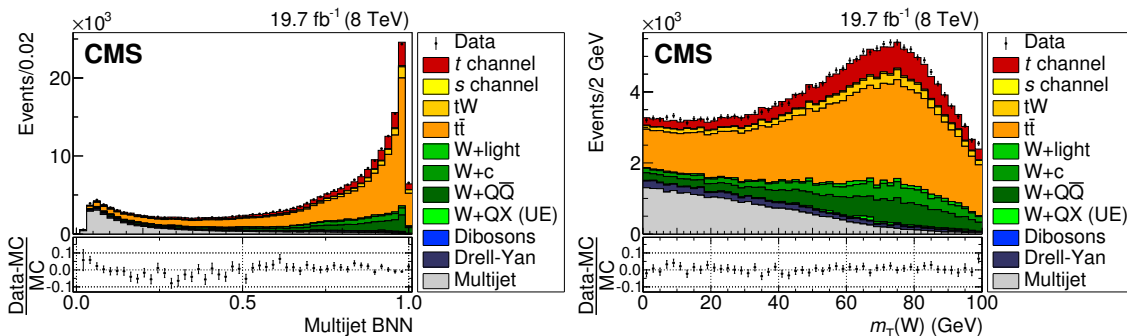 ×10³ 19.7 fb⁻¹ (8 TeV)
CMS
Events/0.02
20
10
0
Data
t channel
s channel
tW
tt̄
W+light
W+c
W+QQ̅
W+QX (UE)
Dibosons
Drell-Yan
Multijet
Data-MC
MC
0.1
0.0
-0.1
0.0 0.5 1.0
Multijet BNN
×10³ 19.7 fb⁻¹ (8 TeV)
CMS
Events/2 GeV
4
2
0
Data
t channel
s channel
tW
tt̄
W+light
W+c
W+QQ̅
W+QX (UE)
Dibosons
Drell-Yan
Multijet
Data-MC
MC
0.1
0.0
-0.1
0 20 40 60 80 100
m_T(W) (GeV)